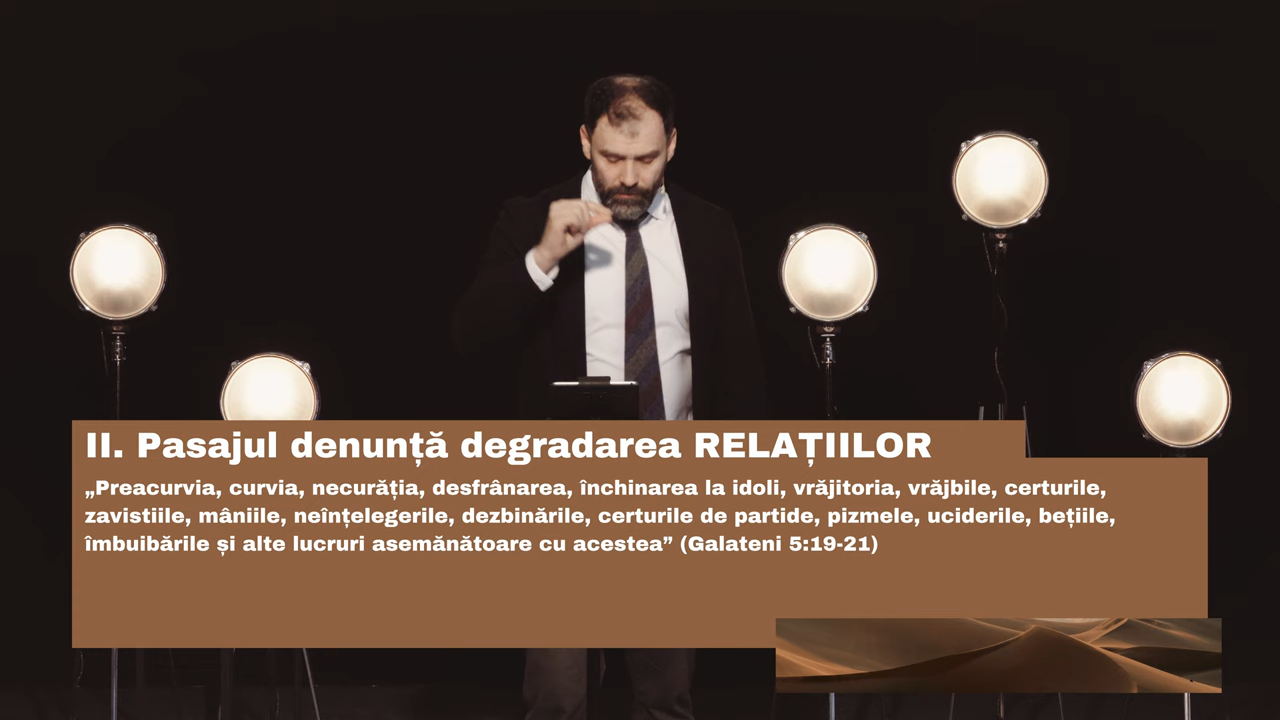 II. Pasajul denunță degradarea RELAȚIILOR
„Preacurvia, curvia, necurăția, desfrânarea, închinarea la idoli, vrăjitoria, vrăjbile, certurile,
zavistiile, mâniile, neînțelegerile, dezbinările, certurile de partide, pizmele, uciderile, bețiile,
îmbuibările și alte lucruri asemănătoare cu acestea” (Galateni 5:19-21)